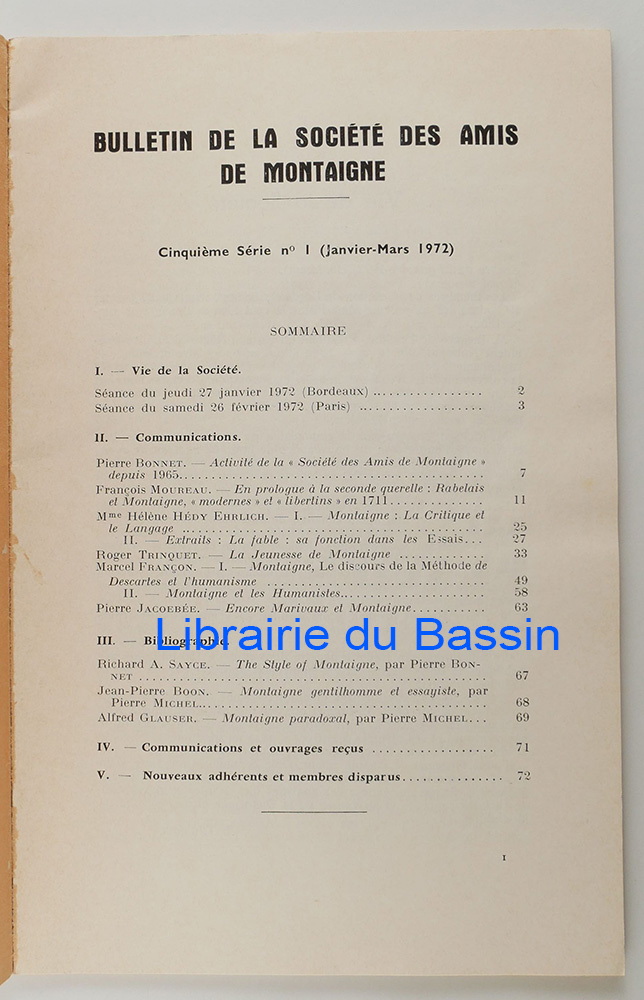 BULLETIN DE LA SOCIÉTÉ DES AMIS
DE MONTAIGNE
Cinquième Série nº 1 (Janvier-Mars 1972)
SOMMAIRE
I. — Vie de la Société.
Séance du jeudi 27 janvier 1972 (Bordeaux) ................. 2
Séance du samedi 26 février 1972 (Paris) .................. 3
II. — Communications.
Pierre BONNET. — Activité de la « Société des Amis de Montaigne »
depuis 1965.............................................. 7
François MOUREAU. — En prologue à la seconde querelle : Rabelais
et Montaigne, « modernes » et « libertins » en 1711............. 11
Mme Hélène HÉDY EHRLICH. — I. — Montaigne : La Critique et
le Langage .............................................. 25
II. — Extraits : La fable : sa fonction dans les Essais... 27
Roger TRINQUET. — La Jeunesse de Montaigne ............ 33
Marcel FRANÇON. — I. — Montaigne, Le discours de la Méthode de
Descartes et l'humanisme ................................ 49
II. — Montaigne et les Humanistes..................... 58
Pierre JACOEBÉE. — Encore Marivaux et Montaigne........... 63
III. — Bibliographie.
Librairie du Bassin
Richard A. SAYCE. — The Style of Montaigne, par Pierre BON-
NET ..................................................... 67
Jean-Pierre BOON. — Montaigne gentilhomme et essayiste, par
Pierre MICHEL............................................ 68
Alfred GLAUSER. — Montaigne paradoxal, par Pierre MICHEL... 69
IV. — Communications et ouvrages reçus .................. 71
V. — Nouveaux adhérents et membres disparus............... 72
1